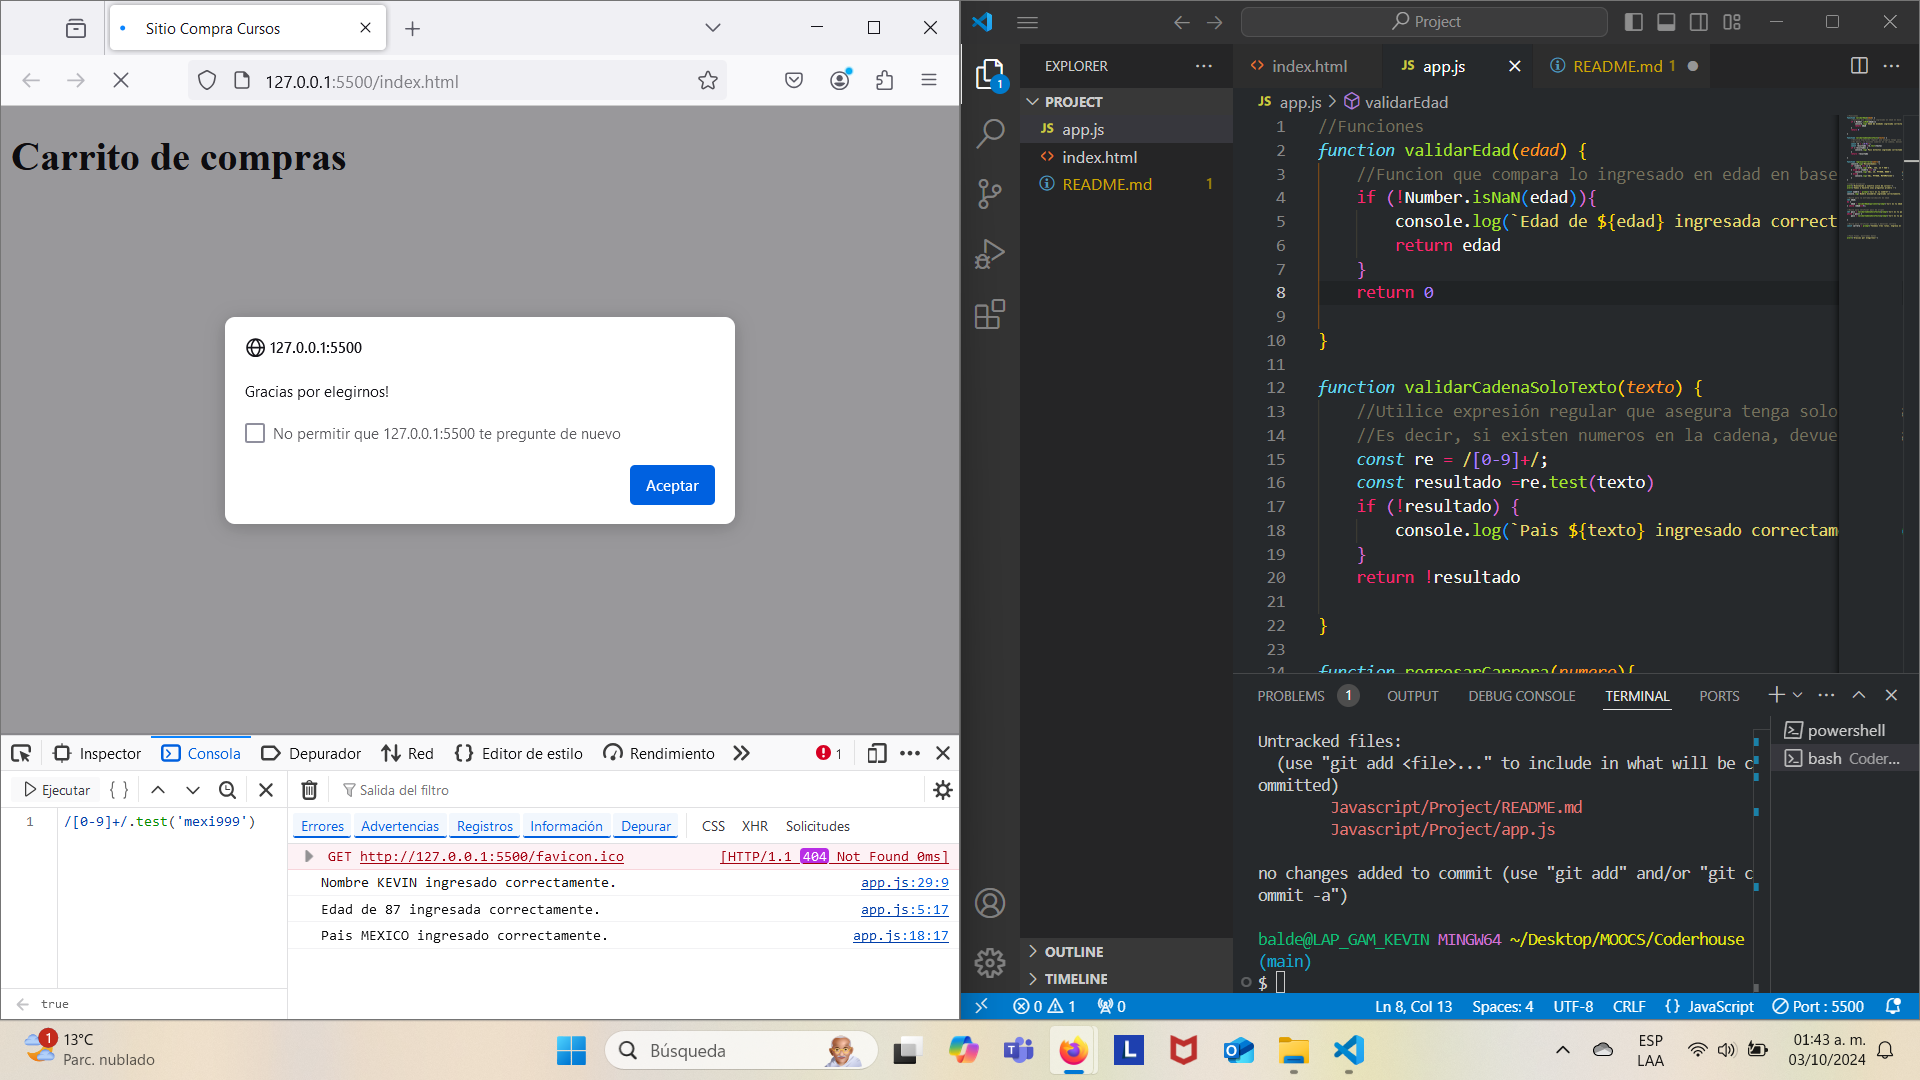 Sitio Compra Cursos
127.0.0.1:5500/index.html
Carrito de compras
127.0.0.1:5500
Gracias por elegirnos!
No permitir que 127.0.0.1:5500 te pregunte de nuevo
Aceptar
Inspector
Consola
Depurador
Red
Editor de estilo
Rendimiento
1
Ejecutar
Salida del filtro
1 /[0-9]+/.test('mexi999')
true
Errores
Advertencias
Registros
Información
Depurar
CSS
XHR
Solicitudes
GET http://127.0.0.1:5500/favicon.ico [HTTP/1.1 404 Not Found 0ms]
Nombre KEVIN ingresado correctamente. app.js:29:9
Edad de 87 ingresada correctamente. app.js:5:17
Pais MEXICO ingresado correctamente. app.js:18:17
Project
1
EXPLORER
PROJECT
JS app.js
index.html
README.md 1
OUTLINE
TIMELINE
index.html
JS app.js
README.md 1
JS app.js > validarEdad
1 //Funciones
2 function validarEdad(edad) {
3 //Funcion que compara lo ingresado en edad en base
4 if (!Number.isNaN(edad)){
5 console.log(`Edad de ${edad} ingresada correct
6 return edad
7 }
8 return 0
9
10 }
11
12 function validarCadenaSoloTexto(texto) {
13 //Utilice expresión regular que asegura tenga solo
14 //Es decir, si existen numeros en la cadena, devue
15 const re = /[0-9]+/;
16 const resultado =re.test(texto)
17 if (!resultado) {
18 console.log(`Pais ${texto} ingresado correctam
19 }
20 return !resultado
21
22 }
23
24 function regresarCarrera(numero){
PROBLEMS 1
OUTPUT
DEBUG CONSOLE
TERMINAL
PORTS
Untracked files:
(use "git add <file>..." to include in what will be c
ommitted)
Javascript/Project/README.md
Javascript/Project/app.js
no changes added to commit (use "git add" and/or "git c
ommit -a")
balde@LAP_GAM_KEVIN MINGW64 ~/Desktop/MOOCS/Coderhouse
(main)
$
powershell
bash Coder...
0 1
0
Ln 8, Col 13
Spaces: 4
UTF-8
CRLF
{ } JavaScript
Port : 5500
1
13°C
Parc. nublado
Búsqueda
L
ESP
LAA
01:43 a. m.
03/10/2024